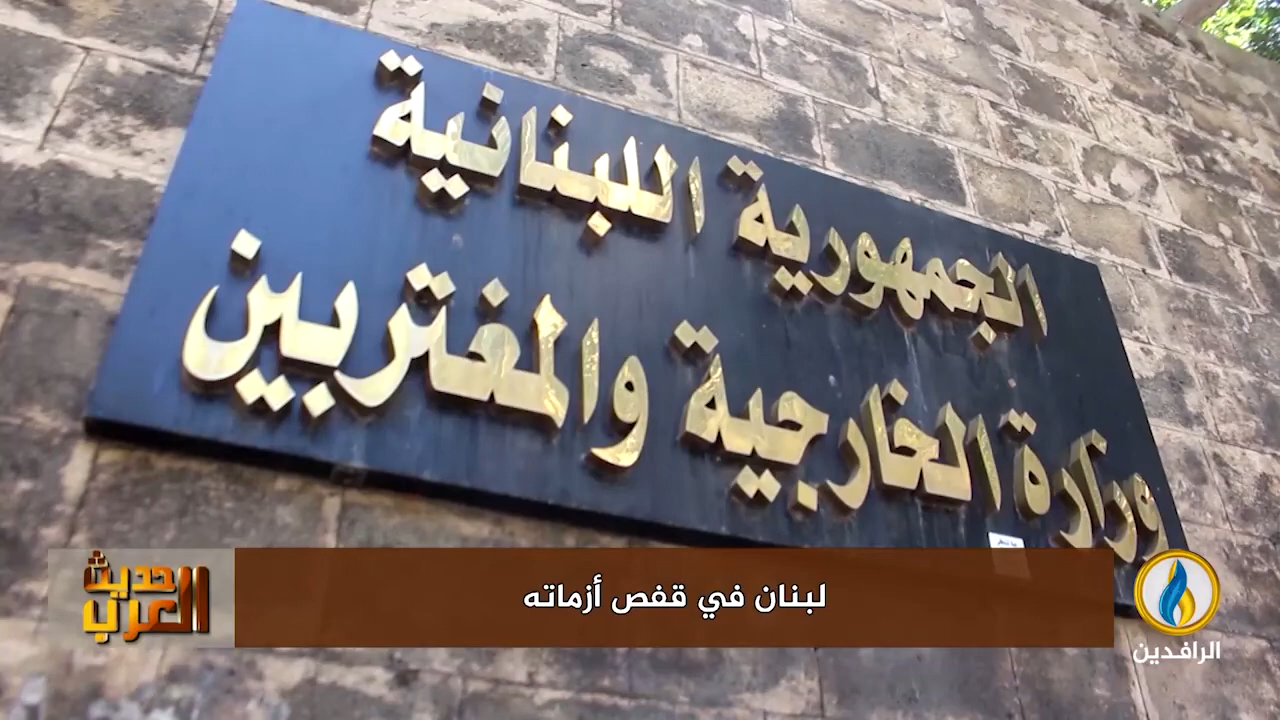 الجمهورية اللبنانية
وزارة الخارجية والمغتربين
لبنان في قفص أزماته
حديث
العرب
الرافدين